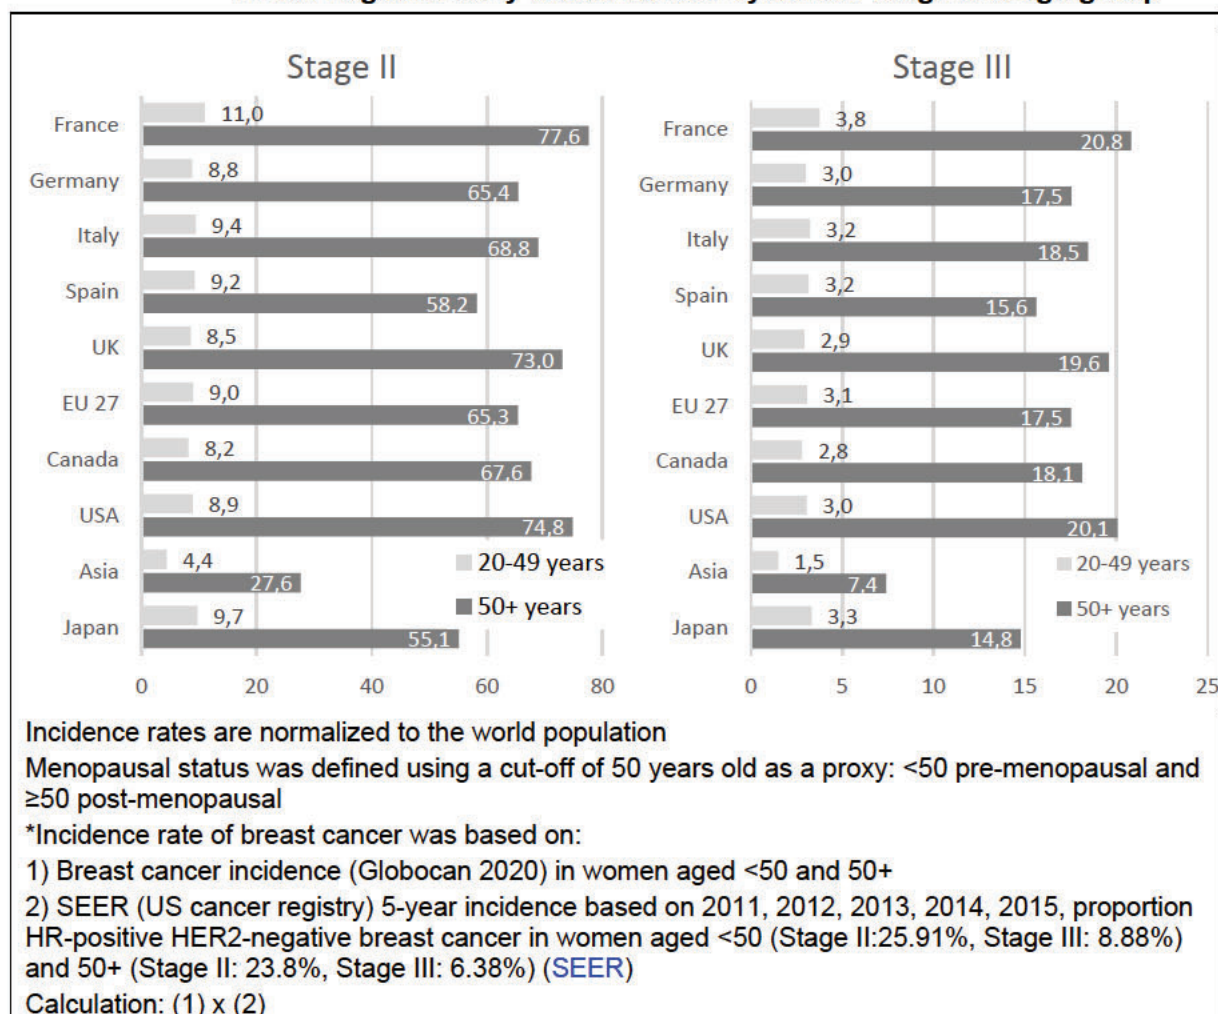 Stage II
France 11,0 77,6
Germany 8,8 65,4
Italy 9,4 68,8
Spain 9,2 58,2
UK 8,5 73,0
EU 27 9,0 65,3
Canada 8,2 67,6
USA 8,9 74,8
Asia 4,4 27,6
Japan 9,7 55,1
20-49 years
50+ years
0 20 40 60 80
Stage III
France 3,8 20,8
Germany 3,0 17,5
Italy 3,2 18,5
Spain 3,2 15,6
UK 2,9 19,6
EU 27 3,1 17,5
Canada 2,8 18,1
USA 3,0 20,1
Asia 1,5 7,4
Japan 3,3 14,8
20-49 years
50+ years
0 5 10 15 20 25
Incidence rates are normalized to the world population
Menopausal status was defined using a cut-off of 50 years old as a proxy: <50 pre-menopausal and
≥50 post-menopausal
*Incidence rate of breast cancer was based on:
1) Breast cancer incidence (Globocan 2020) in women aged <50 and 50+
2) SEER (US cancer registry) 5-year incidence based on 2011, 2012, 2013, 2014, 2015, proportion
HR-positive HER2-negative breast cancer in women aged <50 (Stage II:25.91%, Stage III: 8.88%)
and 50+ (Stage II: 23.8%, Stage III: 6.38%) (SEER)
Calculation: (1) x (2)